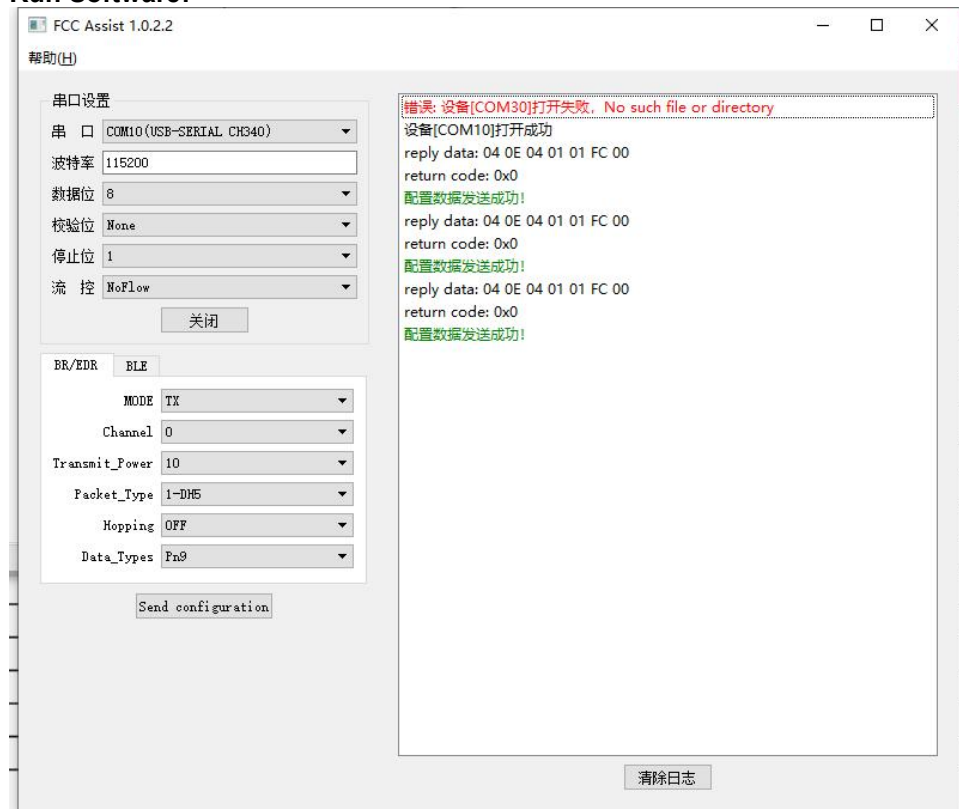 Run Software:
FCC Assist 1.0.2.2
帮助(H)
串口设置
串 口 COM10(USB-SERIAL CH340)
波特率 115200
数据位 8
校验位 None
停止位 1
流 控 NoFlow
关闭
BR/EDR BLE
MODE TX
Channel 0
Transmit_Power 10
Packet_Type 1-DH5
Hopping OFF
Data_Types Pn9
Send configuration
错误: 设备[COM30]打开失败, No such file or directory
设备[COM10]打开成功
reply data: 04 0E 04 01 01 FC 00
return code: 0x0
配置数据发送成功!
reply data: 04 0E 04 01 01 FC 00
return code: 0x0
配置数据发送成功!
reply data: 04 0E 04 01 01 FC 00
return code: 0x0
配置数据发送成功!
清除日志